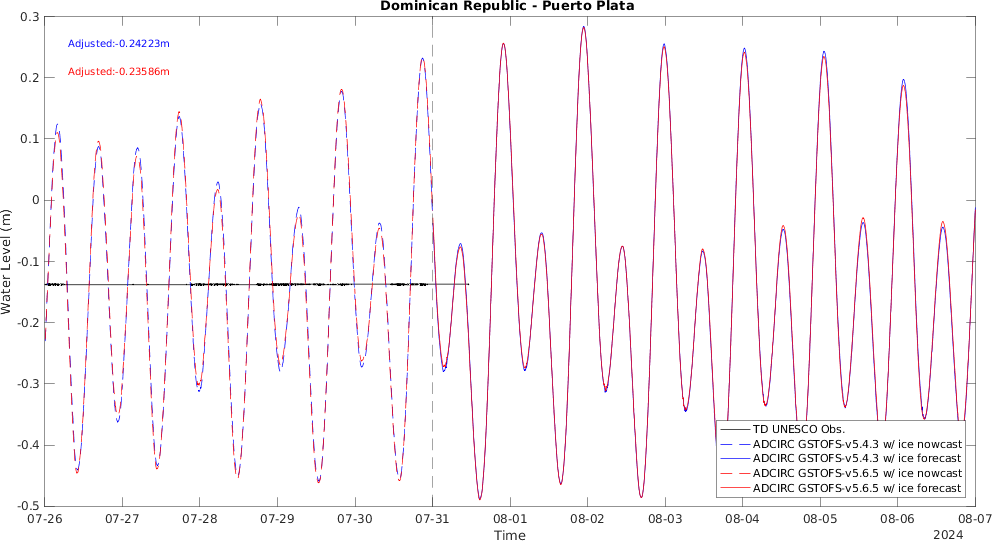 Dominican Republic - Puerto Plata
Adjusted:-0.24223m
Adjusted:-0.23586m
Water Level (m)
0.3
0.2
0.1
0
-0.1
-0.2
-0.3
-0.4
-0.5
TD UNESCO Obs.
ADCIRC GSTOFS-v5.4.3 w/ ice nowcast
ADCIRC GSTOFS-v5.4.3 w/ ice forecast
ADCIRC GSTOFS-v5.6.5 w/ ice nowcast
ADCIRC GSTOFS-v5.6.5 w/ ice forecast
07-26 07-27 07-28 07-29 07-30 07-31 08-01 08-02 08-03 08-04 08-05 08-06 08-07
Time
2024